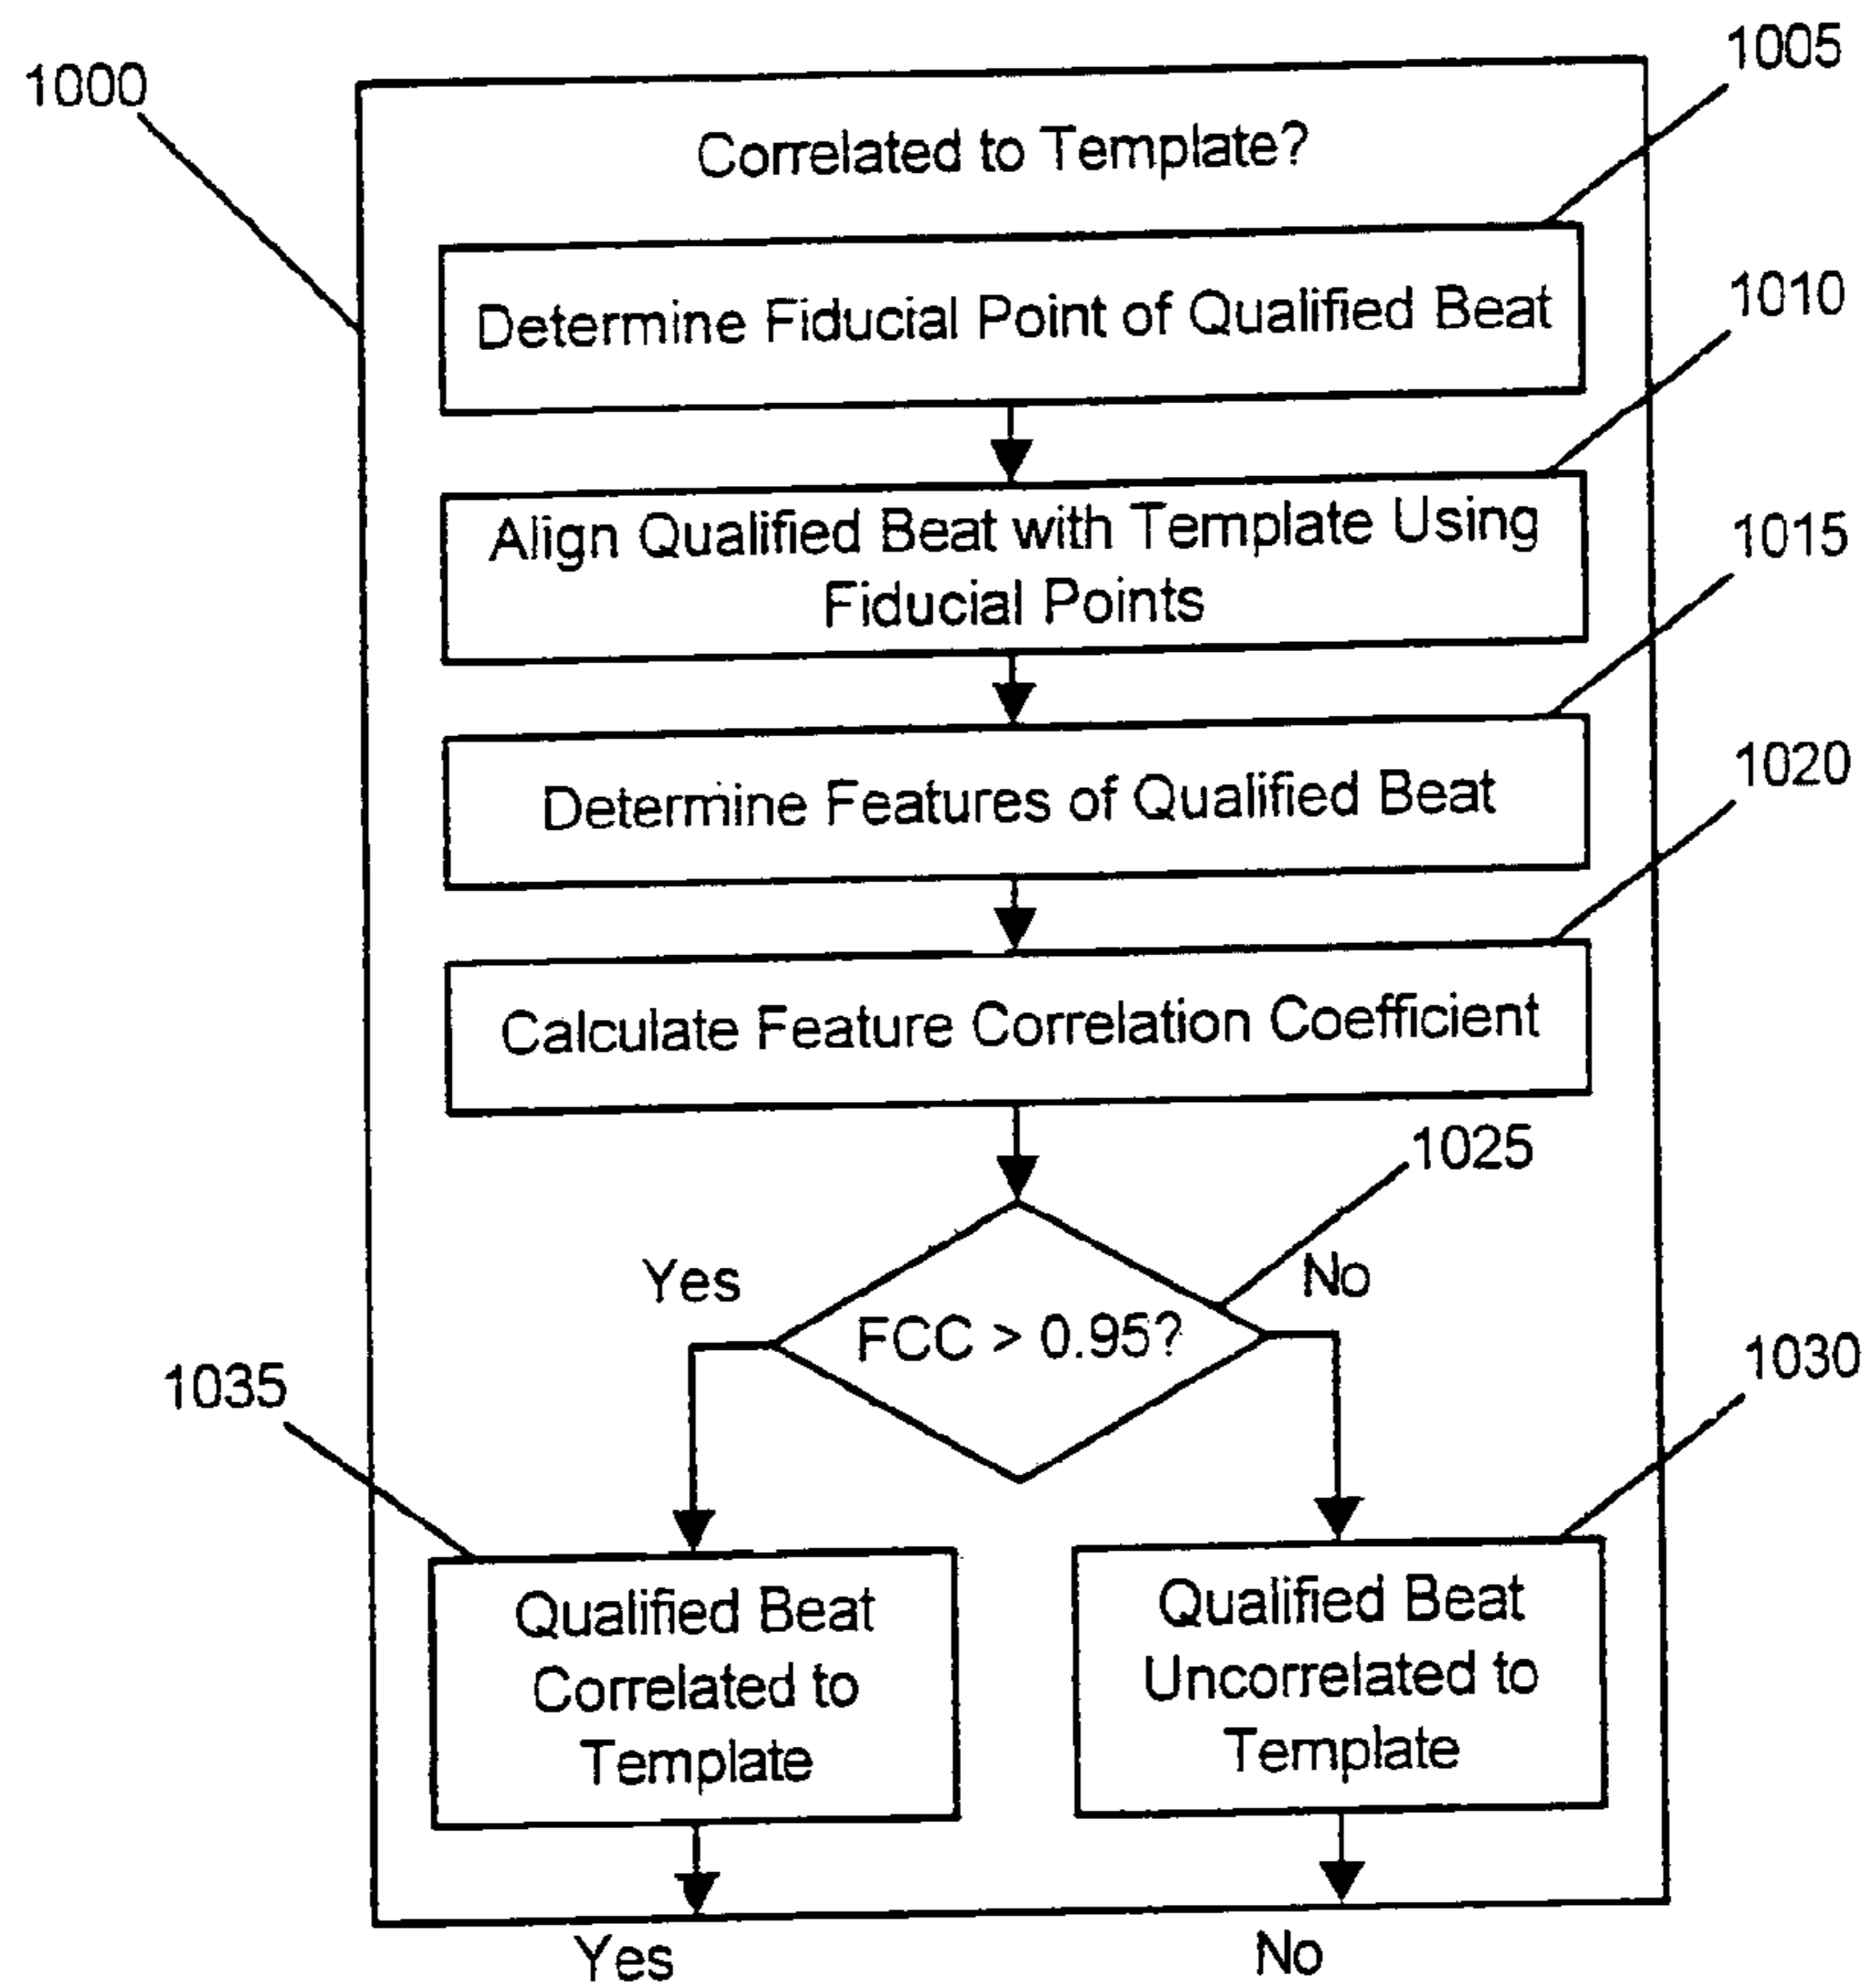 1000
1005
Correlated to Template?
Determine Fiducial Point of Qualified Beat
1010
Align Qualified Beat with Template Using
Fiducial Points
1015
Determine Features of Qualified Beat
1020
Calculate Feature Correlation Coefficient
1025
Yes
No
FCC > 0.95?
1035
1030
Qualified Beat
Correlated to
Template
Qualified Beat
Uncorrelated to
Template
Yes
No